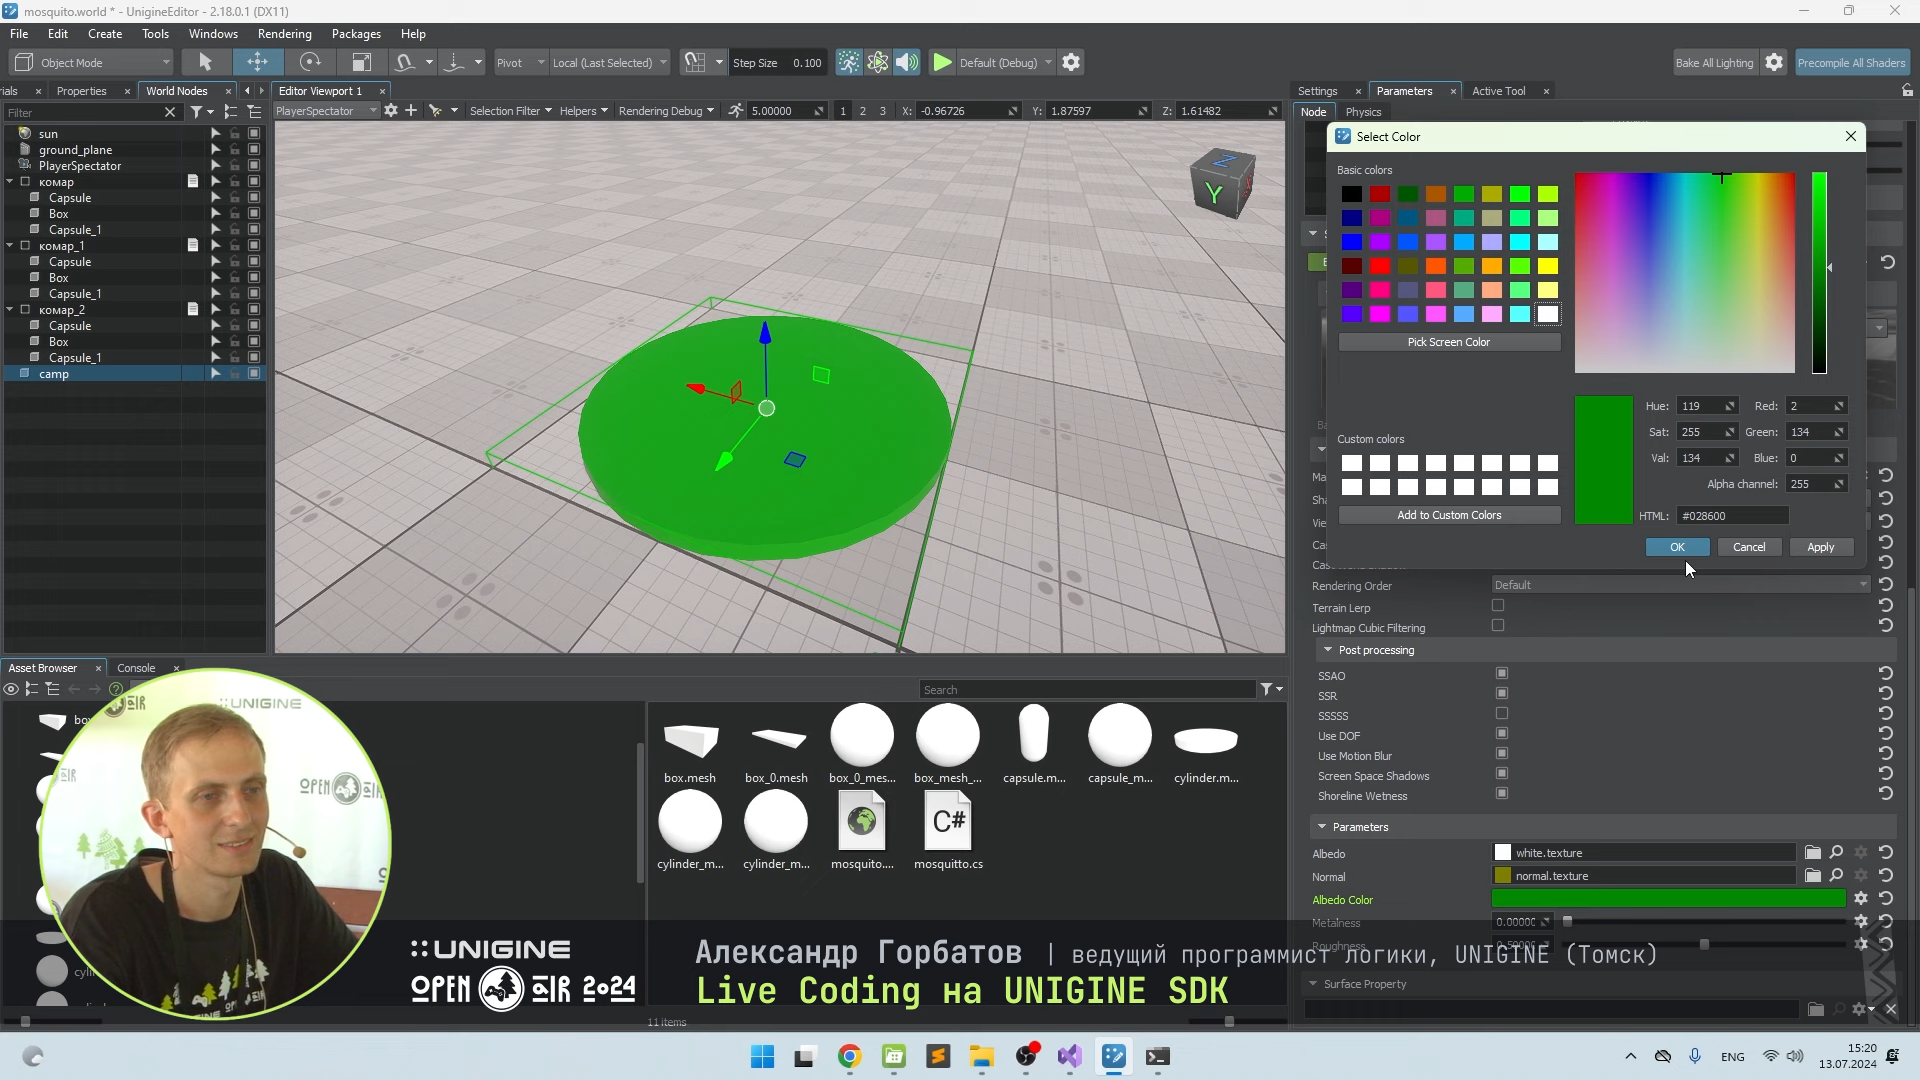 mosquito.world * - UnigineEditor - 2.18.0.1 (DX11)
File Edit Create Tools Windows Rendering Packages Help
Object Mode
Pivot
Local (Last Selected)
Step Size 0.100
Default (Debug)
Bake All Lighting
Precompile All Shaders
rials
Properties
World Nodes
Editor Viewport 1
Settings
Parameters
Active Tool
Filter
PlayerSpectator
Selection Filter
Helpers
Rendering Debug
5.00000
1 2 3
X: -0.96726
Y: 1.87597
Z: 1.61482
Node
Physics
sun
ground_plane
PlayerSpectator
комар
Capsule
Box
Capsule_1
комар_1
Capsule
Box
Capsule_1
комар_2
Capsule
Box
Capsule_1
camp
Z
Y
Select Color
Basic colors
Pick Screen Color
Custom colors
Add to Custom Colors
Hue: 119
Red: 2
Sat: 255
Green: 134
Val: 134
Blue: 0
Alpha channel: 255
HTML: #028600
OK
Cancel
Apply
Rendering Order
Default
Terrain Lerp
Lightmap Cubic Filtering
Post processing
SSAO
SSR
SSSSS
Use DOF
Use Motion Blur
Screen Space Shadows
Shoreline Wetness
Parameters
Albedo
white.texture
Normal
normal.texture
Albedo Color
Metalness
Roughness
Surface Property
Asset Browser
Console
Search
box.mesh
box_0.mesh
box_0_mes...
box_mesh_...
capsule.m...
capsule_m...
cylinder.m...
C#
cylinder_m...
cylinder_m...
mosquito....
mosquitto.cs
11 items
UNIGINE
OPEN AIR
UNIGINE
OPEN AIR 2024
Александр Горбатов | ведущий программист логики, UNIGINE (Томск)
Live Coding на UNIGINE SDK
ENG
15:20
13.07.2024